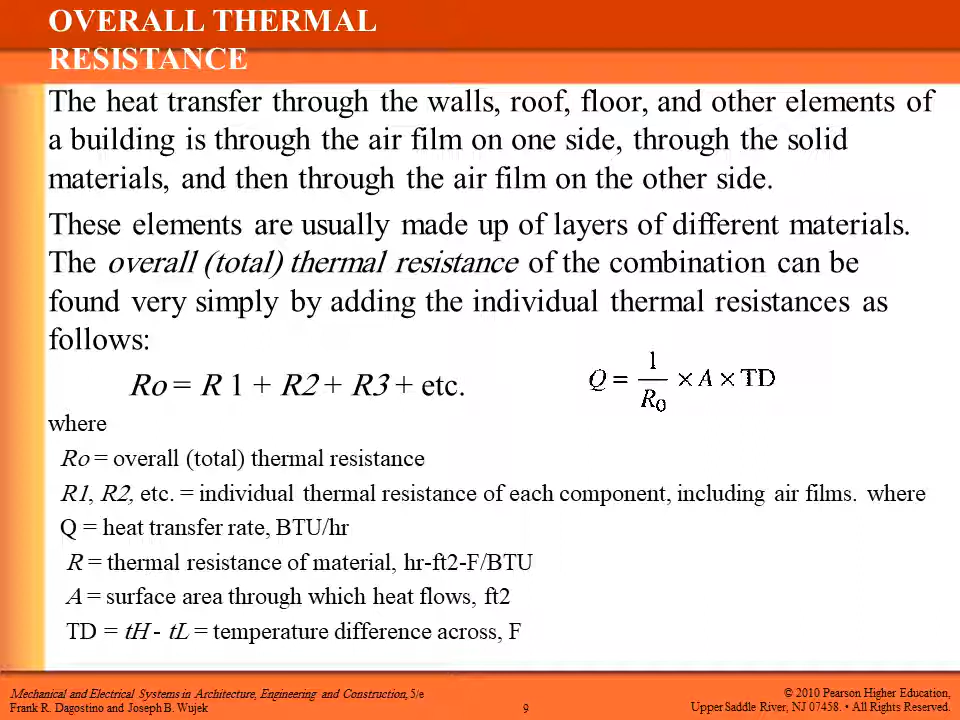 OVERALL THERMAL
RESISTANCE
The heat transfer through the walls, roof, floor, and other elements of
a building is through the air film on one side, through the solid
materials, and then through the air film on the other side.
These elements are usually made up of layers of different materials.
The overall (total) thermal resistance of the combination can be
found very simply by adding the individual thermal resistances as
follows:
Ro = R 1 + R2 + R3 + etc.
Q = 1/R0 × A × TD
where
Ro = overall (total) thermal resistance
R1, R2, etc. = individual thermal resistance of each component, including air films. where
Q = heat transfer rate, BTU/hr
R = thermal resistance of material, hr-ft2-F/BTU
A = surface area through which heat flows, ft2
TD = tH - tL = temperature difference across, F
Mechanical and Electrical Systems in Architecture, Engineering and Construction, 5/e
Frank R. Dagostino and Joseph B. Wujek
9
© 2010 Pearson Higher Education,
Upper Saddle River, NJ 07458. • All Rights Reserved.